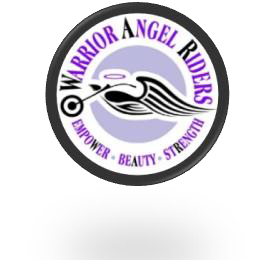 WARRIOR ANGEL RIDERS
EMPOWER • BEAUTY • STRENGTH